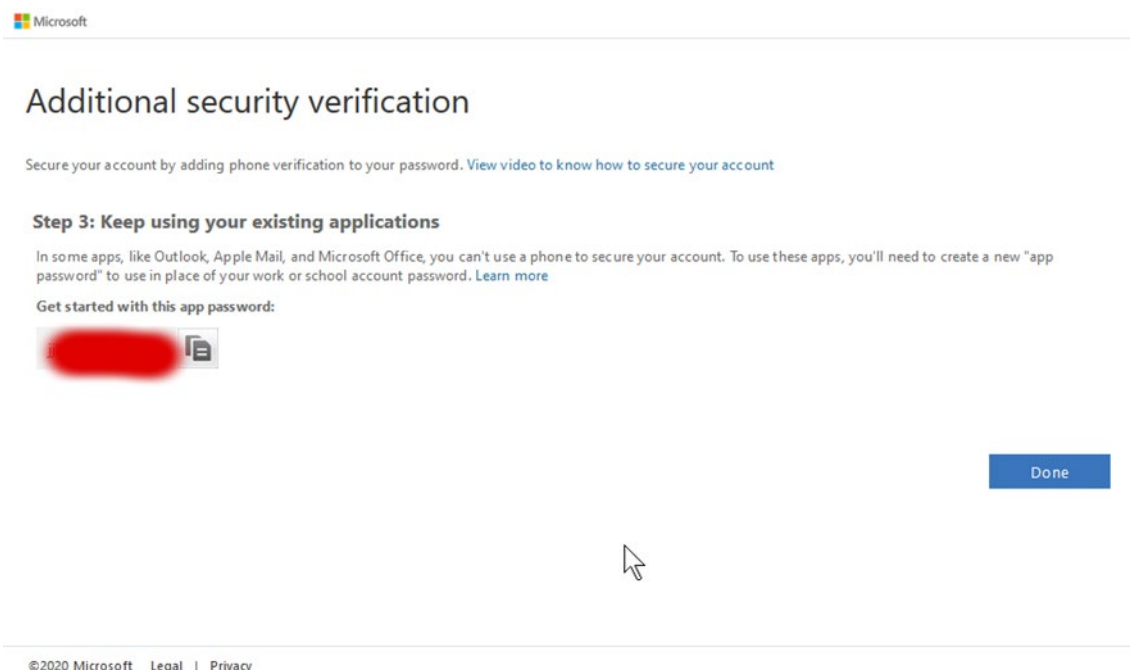 Microsoft
Additional security verification
Secure your account by adding phone verification to your password. View video to know how to secure your account
Step 3: Keep using your existing applications
In some apps, like Outlook, Apple Mail, and Microsoft Office, you can't use a phone to secure your account. To use these apps, you'll need to create a new "app
password" to use in place of your work or school account password. Learn more
Get started with this app password:
Done
©2020 Microsoft Legal | Privacy